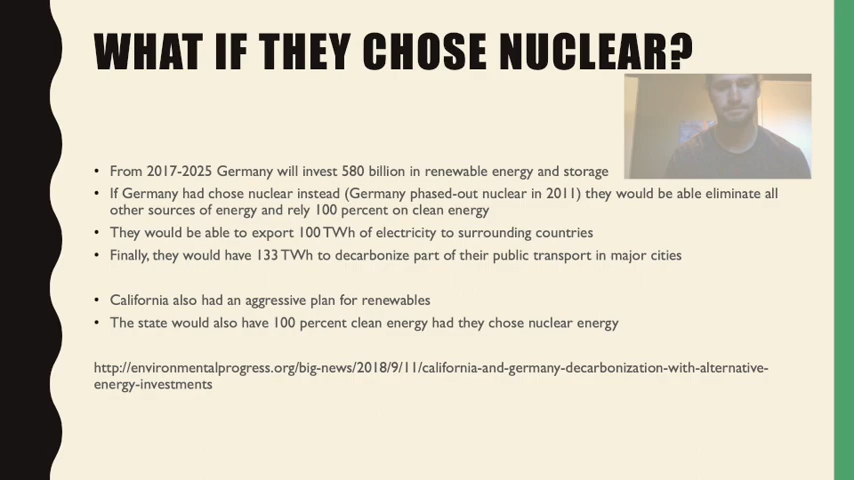 WHAT IF THEY CHOSE NUCLEAR?
• From 2017-2025 Germany will invest 580 billion in renewable energy and storage
• If Germany had chose nuclear instead (Germany phased-out nuclear in 2011) they would be able eliminate all
other sources of energy and rely 100 percent on clean energy
• They would be able to export 100 TWh of electricity to surrounding countries
• Finally, they would have 133 TWh to decarbonize part of their public transport in major cities
• California also had an aggressive plan for renewables
• The state would also have 100 percent clean energy had they chose nuclear energy
http://environmentalprogress.org/big-news/2018/9/11/california-and-germany-decarbonization-with-alternative-
energy-investments